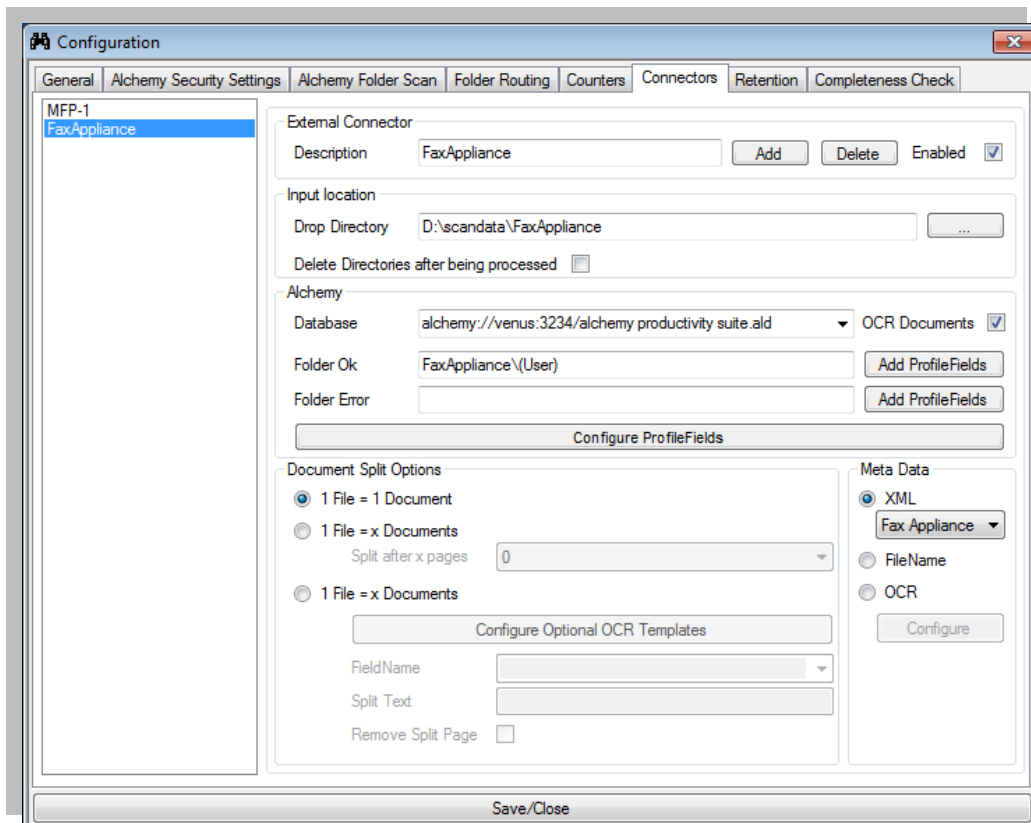 Configuration
General Alchemy Security Settings Alchemy Folder Scan Folder Routing Counters Connectors Retention Completeness Check
MFP-1
FaxAppliance
External Connector
Description FaxAppliance Add Delete Enabled
Input location
Drop Directory D:\scandata\FaxAppliance ...
Delete Directories after being processed
Alchemy
Database alchemy://venus:3234/alchemy productivity suite.ald OCR Documents
Folder Ok FaxAppliance\(User) Add ProfileFields
Folder Error Add ProfileFields
Configure ProfileFields
Document Split Options
1 File = 1 Document
1 File = x Documents
Split after x pages 0
1 File = x Documents
Configure Optional OCR Templates
FieldName
Split Text
Remove Split Page
Meta Data
XML
Fax Appliance
FileName
OCR
Configure
Save/Close